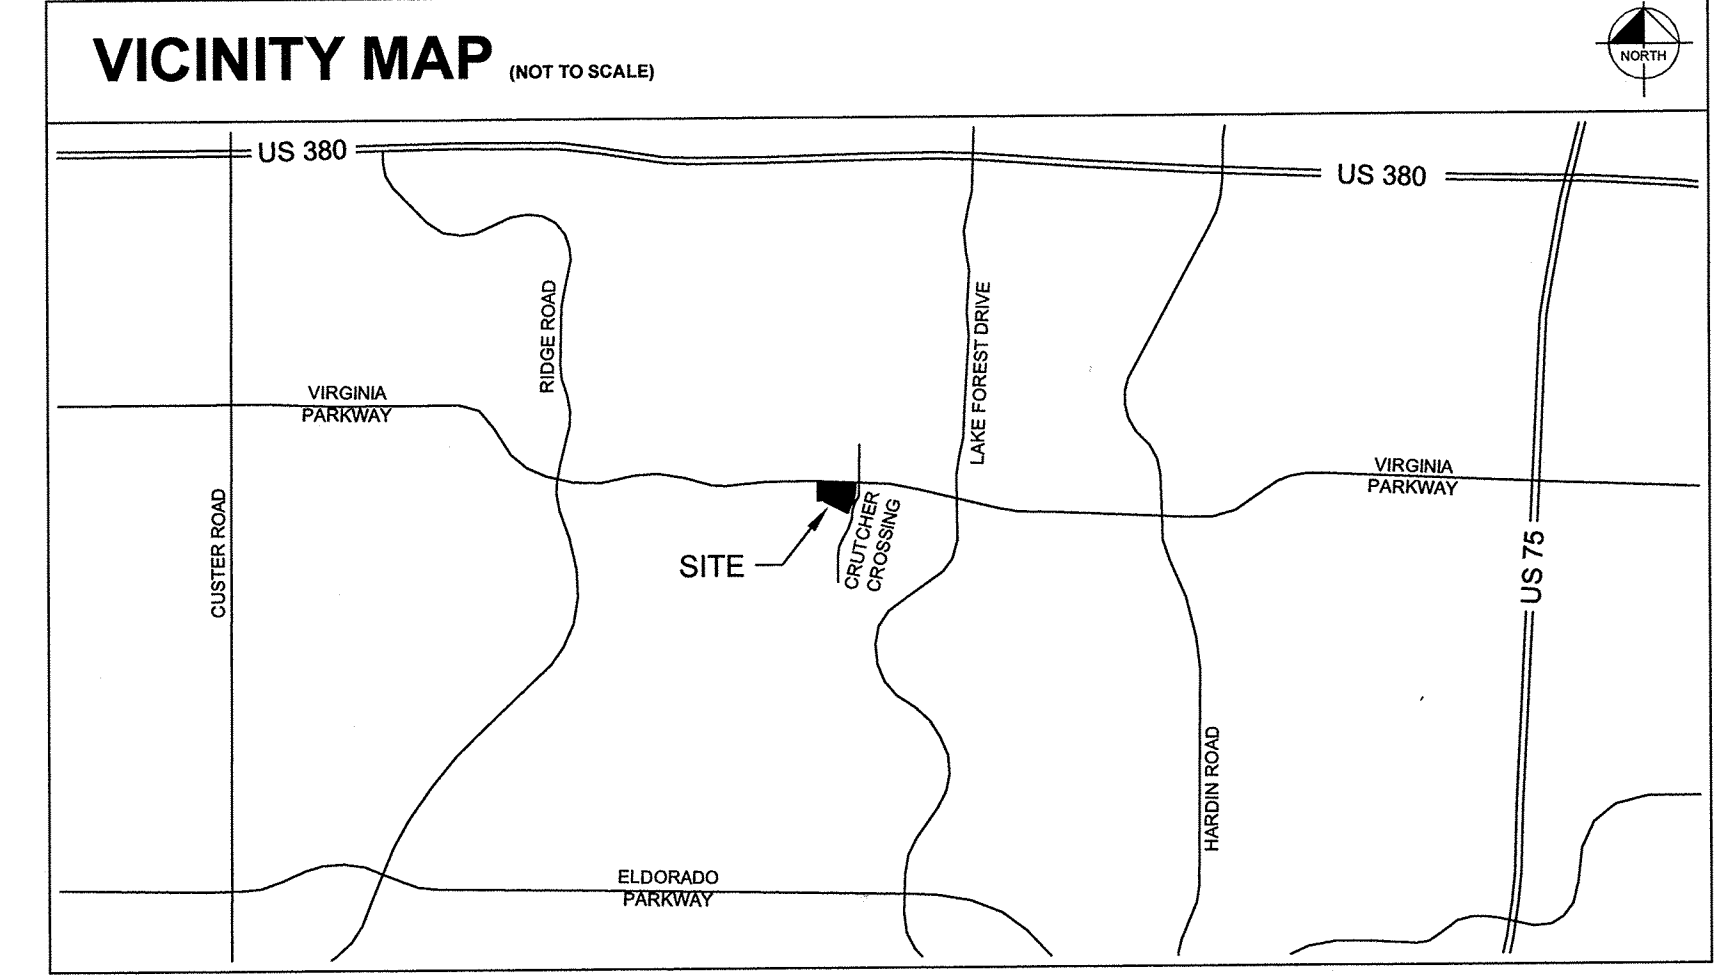 VICINITY MAP (NOT TO SCALE)
NORTH
US 380
US 380
RIDGE ROAD
LAKE FOREST DRIVE
VIRGINIA
PARKWAY
VIRGINIA
PARKWAY
CUSTER ROAD
CRUTCHER
CROSSING
SITE
US 75
HARDIN ROAD
ELDORADO
PARKWAY